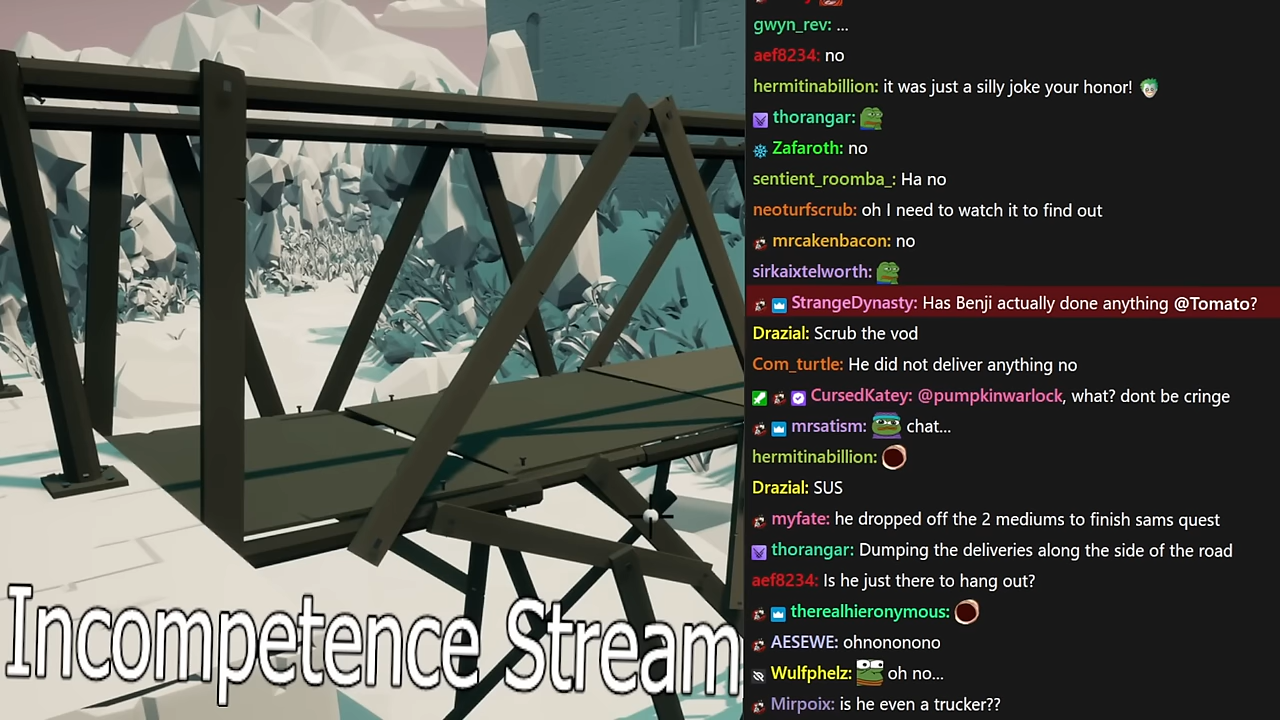 gwyn_rev: ...
aef8234: no
hermitinabillion: it was just a silly joke your honor!
thorangar:
Zafaroth: no
sentient_roomba_: Ha no
neoturfscrub: oh I need to watch it to find out
mrcakenbacon: no
sirkaixtelworth:
StrangeDynasty: Has Benji actually done anything @Tomato?
Drazial: Scrub the vod
Com_turtle: He did not deliver anything no
CursedKatey: @pumpkinwarlock, what? dont be cringe
mrsatism: chat...
hermitinabillion:
Drazial: SUS
myfate: he dropped off the 2 mediums to finish sams quest
thorangar: Dumping the deliveries along the side of the road
aef8234: Is he just there to hang out?
therealhieronymous:
AESEWE: ohnononono
Wulfphelz: oh no...
Mirpoix: is he even a trucker??
Incompetence Stream